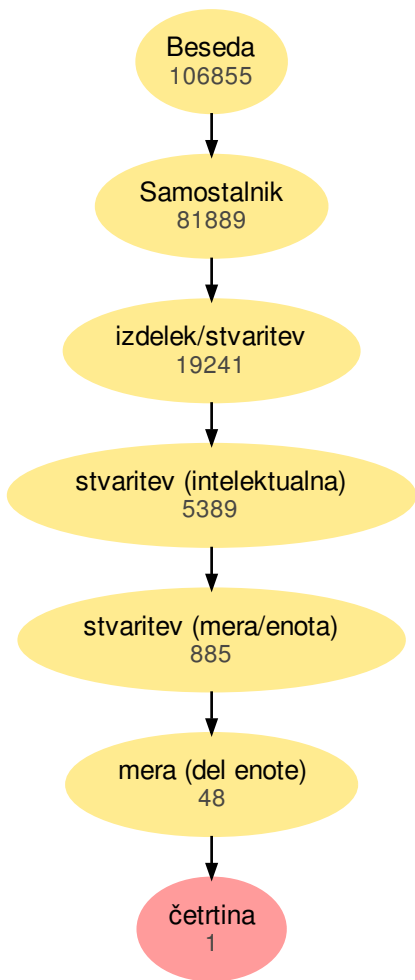 Beseda
106855
Samostalnik
81889
izdelek/stvaritev
19241
stvaritev (intelektualna)
5389
stvaritev (mera/enota)
885
mera (del enote)
48
četrtina
1